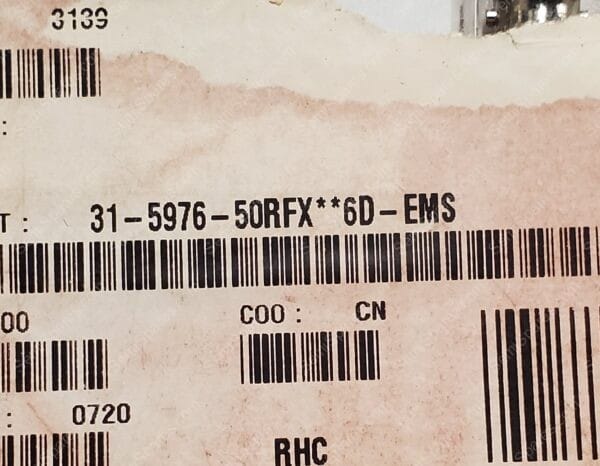 3139
:
T : 31-5976-50RFX**6D-EMS
00
COO : CN
: 0720
RHC